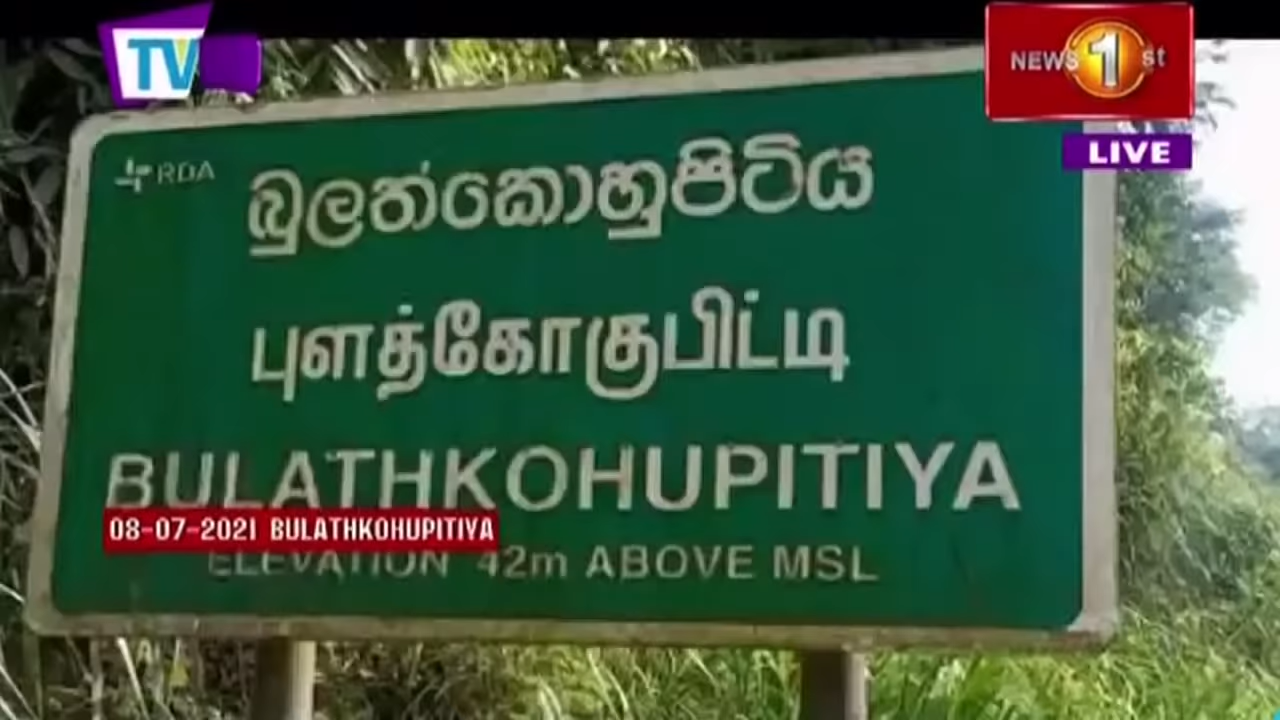 TV
NEWS 1st
LIVE
RDA
බුලත්කොහුපිටිය
புளத்கோகுபிட்டி
BULATHKOHUPITIYA
08-07-2021 BULATHKOHUPITIYA
ELEVATION 42m ABOVE MSL